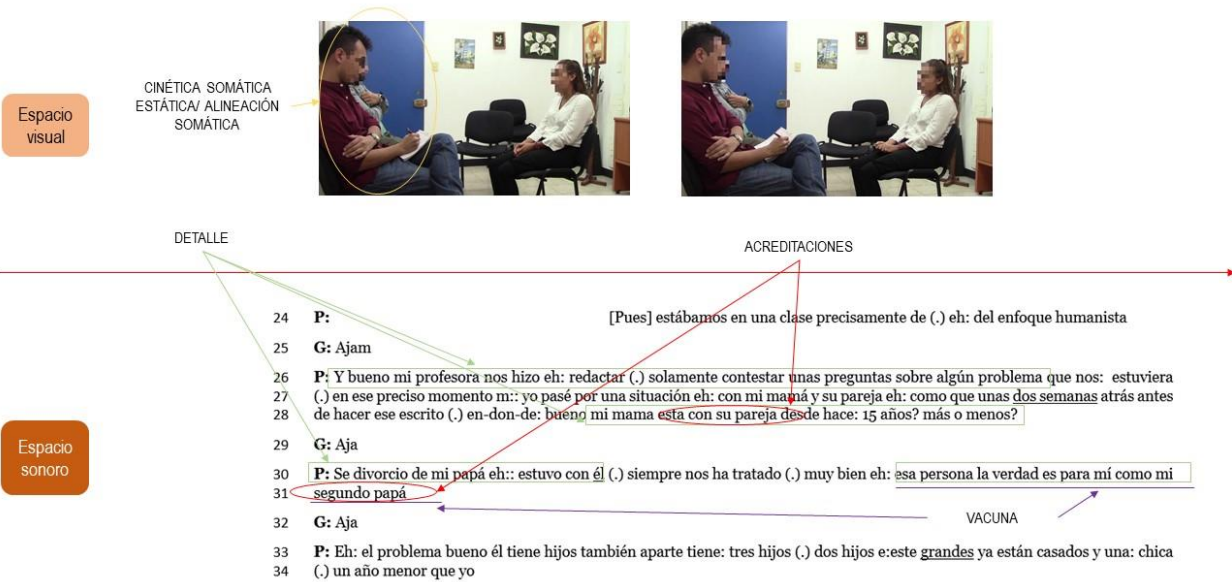 Espacio
visual
CINÉTICA SOMÁTICA
ESTÁTICA/ ALINEACIÓN
SOMÁTICA
DETALLE
ACREDITACIONES
Espacio
sonoro
24 P: [Pues] estábamos en una clase precisamente de (.) eh: del enfoque humanista
25 G: Ajam
26 P: Y bueno mi profesora nos hizo eh: redactar (.) solamente contestar unas preguntas sobre algún problema que nos: estuviera
27 (.) en ese preciso momento m:: yo pasé por una situación eh: con mi mamá y su pareja eh: como que unas dos semanas atrás antes
28 de hacer ese escrito (.) en-don-de: bueno mi mama esta con su pareja desde hace: 15 años? más o menos?
29 G: Aja
30 P: Se divorcio de mi papá eh:: estuvo con él (.) siempre nos ha tratado (.) muy bien eh: esa persona la verdad es para mí como mi
31 segundo papá
32 G: Aja
VACUNA
33 P: Eh: el problema bueno él tiene hijos también aparte tiene: tres hijos (.) dos hijos e:este grandes ya están casados y una: chica
34 (.) un año menor que yo